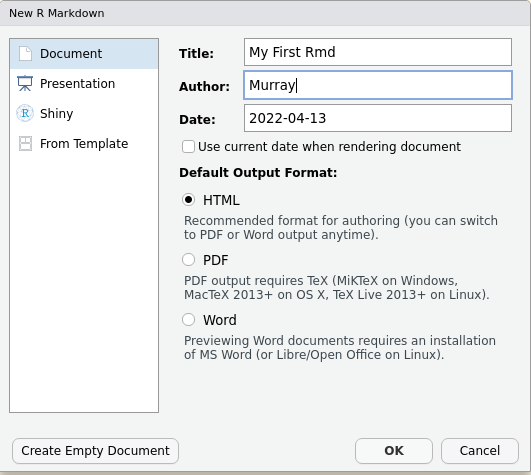 New R Markdown
Document
Presentation
Shiny
From Template
Title: My First Rmd
Author: Murray
Date: 2022-04-13
Use current date when rendering document
Default Output Format:
HTML
Recommended format for authoring (you can switch
to PDF or Word output anytime).
PDF
PDF output requires TeX (MiKTeX on Windows,
MacTeX 2013+ on OS X, TeX Live 2013+ on Linux).
Word
Previewing Word documents requires an installation
of MS Word (or Libre/Open Office on Linux).
Create Empty Document
OK
Cancel